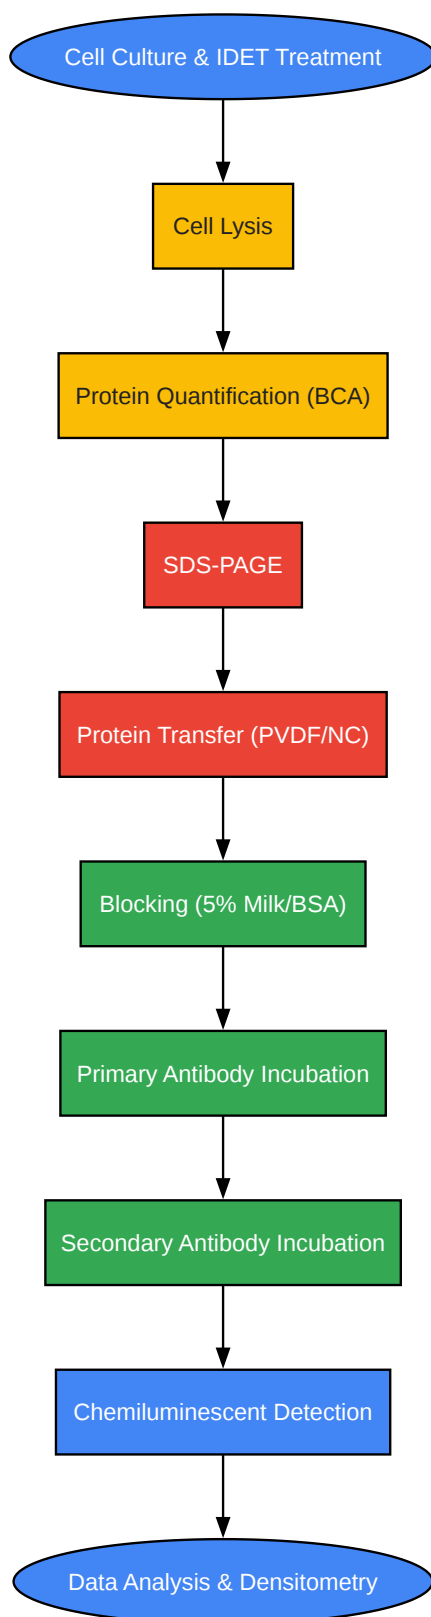 Cell Culture & IDET Treatment
Cell Lysis
Protein Quantification (BCA)
SDS-PAGE
Protein Transfer (PVDF/NC)
Blocking (5% Milk/BSA)
Primary Antibody Incubation
Secondary Antibody Incubation
Chemiluminescent Detection
Data Analysis & Densitometry